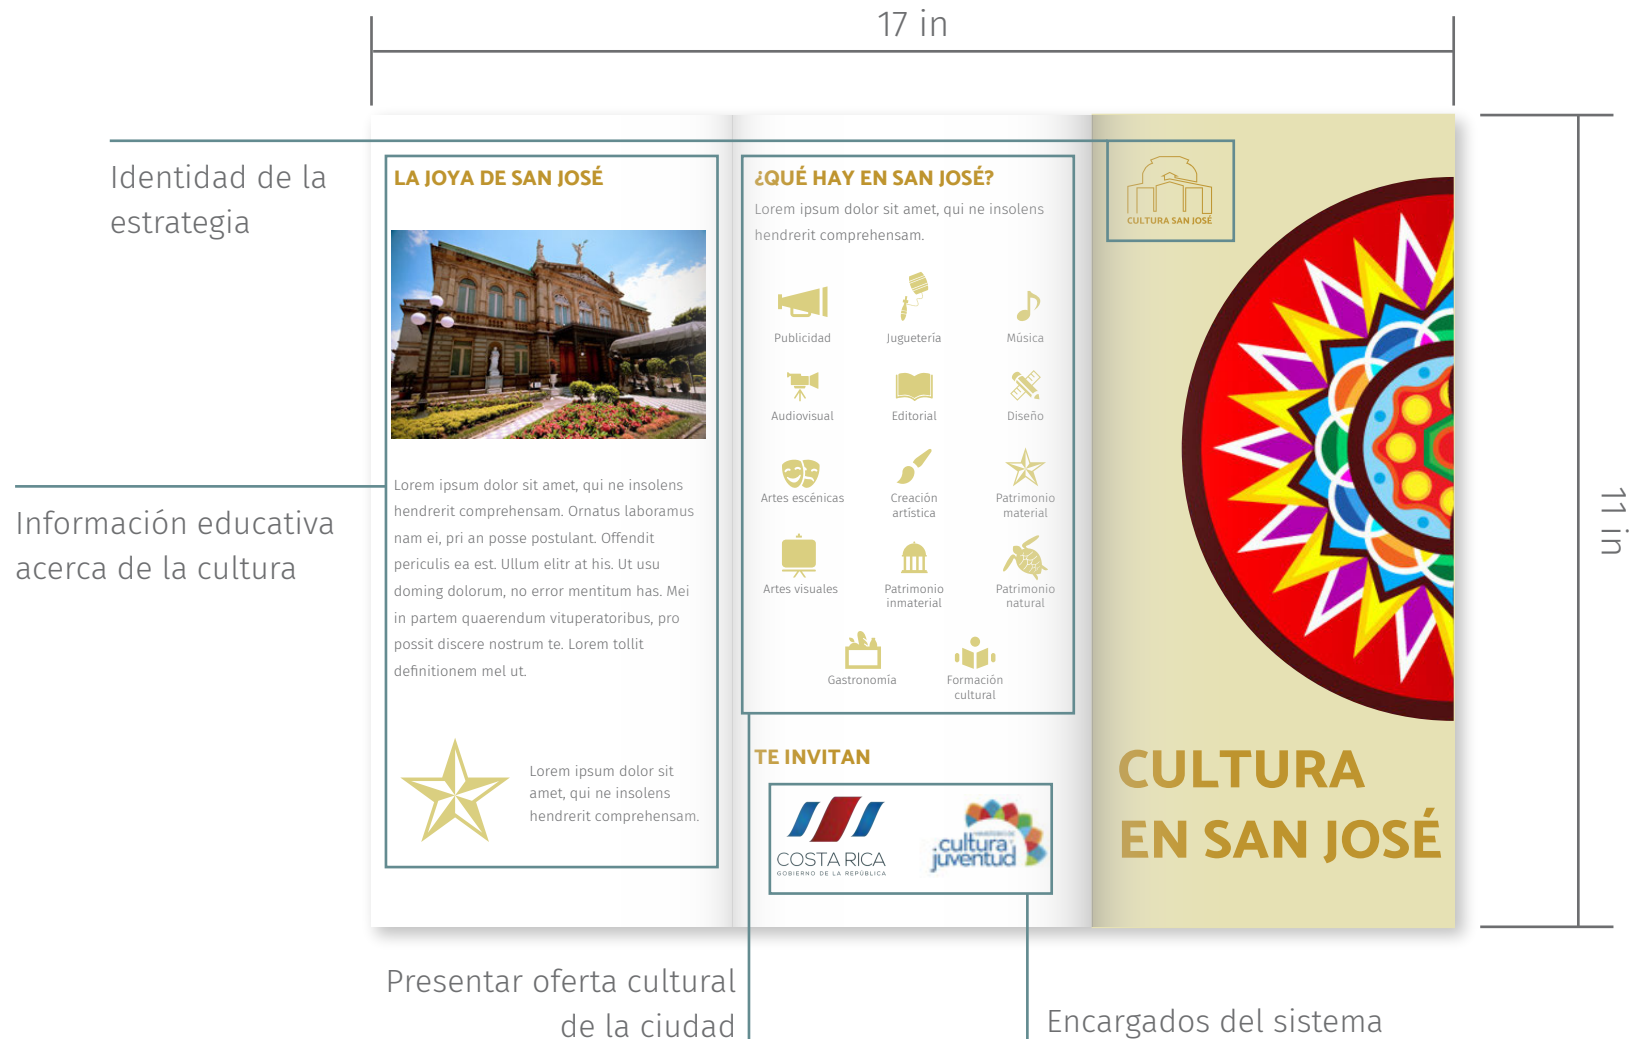 17 in
Identidad de la
estrategia
Información educativa
acerca de la cultura
LA JOYA DE SAN JOSÉ
Lorem ipsum dolor sit amet, qui ne insolens
hendrerit comprehensam. Ornatus laboramus
nam ei, pri an posse postulant. Offendit
periculis ea est. Ullum elitr at his. Ut usu
doming dolorum, no error mentitum has. Mei
in partem quaerendum vituperatoribus, pro
possit discere nostrum te. Lorem tollit
definitionem mel ut.
Lorem ipsum dolor sit
amet, qui ne insolens
hendrerit comprehensam.
¿QUÉ HAY EN SAN JOSÉ?
Lorem ipsum dolor sit amet, qui ne insolens
hendrerit comprehensam.
Publicidad
Juguetería
Música
Audiovisual
Editorial
Diseño
Artes escénicas
Creación
artística
Patrimonio
material
Artes visuales
Patrimonio
inmaterial
Patrimonio
natural
Gastronomía
Formación
cultural
TE INVITAN
COSTA RICA
GOBIERNO DE LA REPÚBLICA
cultura y
juventud
CULTURA SAN JOSÉ
CULTURA
EN SAN JOSÉ
11 in
Presentar oferta cultural
de la ciudad
Encargados del sistema